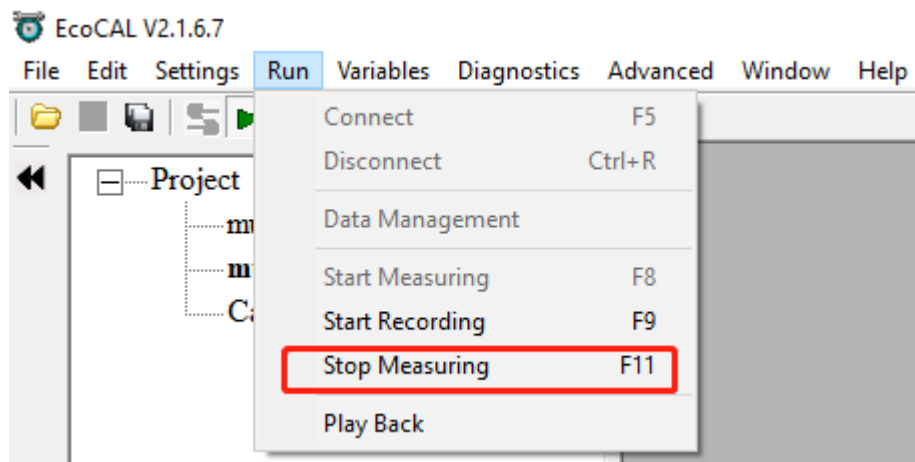 EcoCAL V2.1.6.7
File Edit Settings Run Variables Diagnostics Advanced Window Help
Connect F5
Disconnect Ctrl+R
Project
Data Management
Start Measuring F8
Start Recording F9
Stop Measuring F11
Play Back